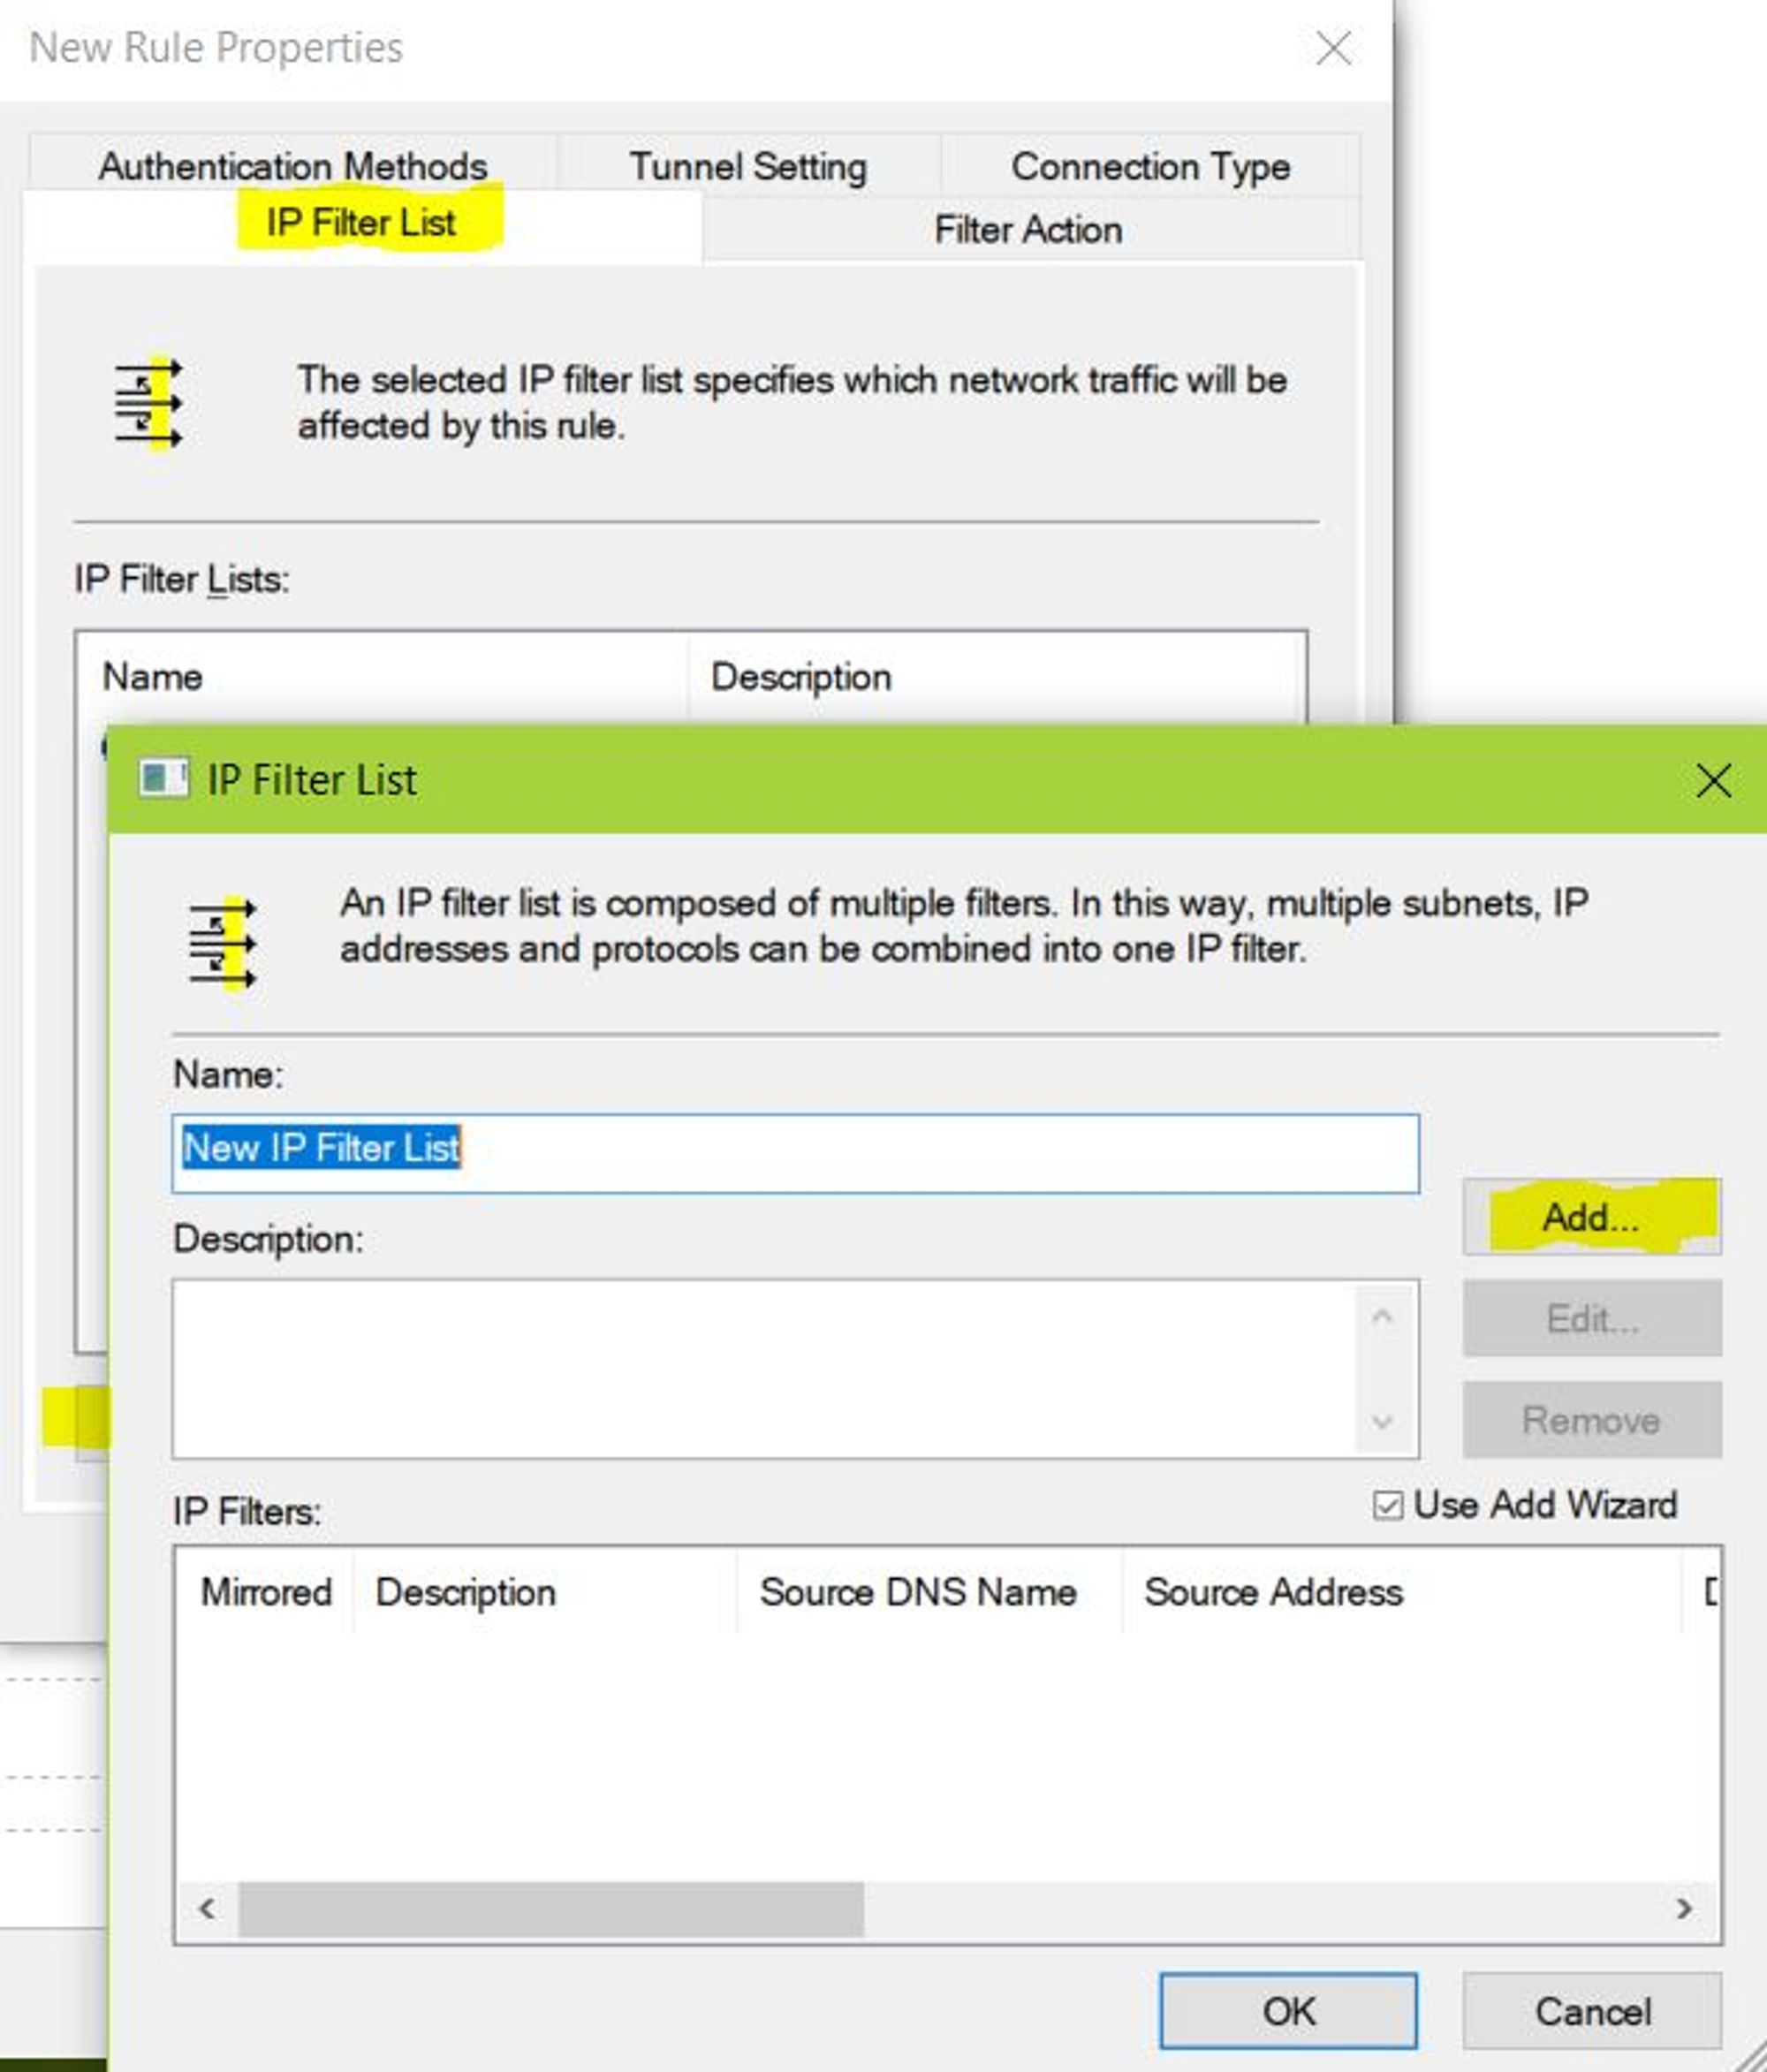 New Rule Properties
Authentication Methods
Tunnel Setting
Connection Type
IP Filter List
Filter Action
The selected IP filter list specifies which network traffic will be
affected by this rule.
IP Filter Lists:
Name
Description
IP Filter List
An IP filter list is composed of multiple filters. In this way, multiple subnets, IP
addresses and protocols can be combined into one IP filter.
Name:
New IP Filter List
Add...
Description:
Edit...
Remove
IP Filters:
Use Add Wizard
Mirrored
Description
Source DNS Name
Source Address
OK
Cancel